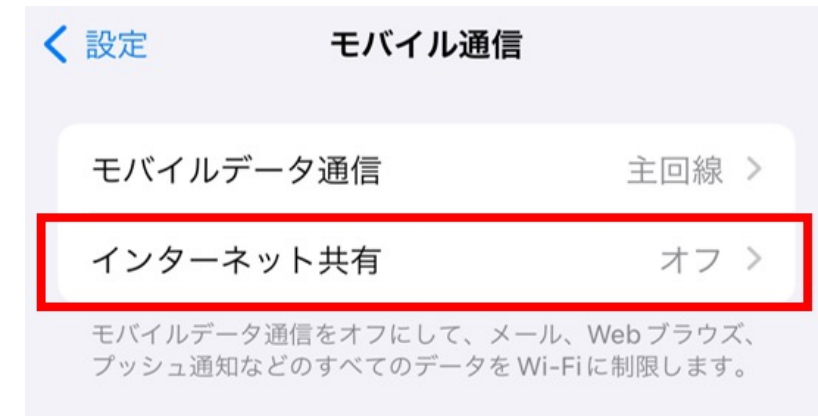 設定 モバイル通信
モバイルデータ通信 主回線
インターネット共有 オフ
モバイルデータ通信をオフにして、メール、Webブラウズ、
プッシュ通知などのすべてのデータをWi-Fiに制限します。